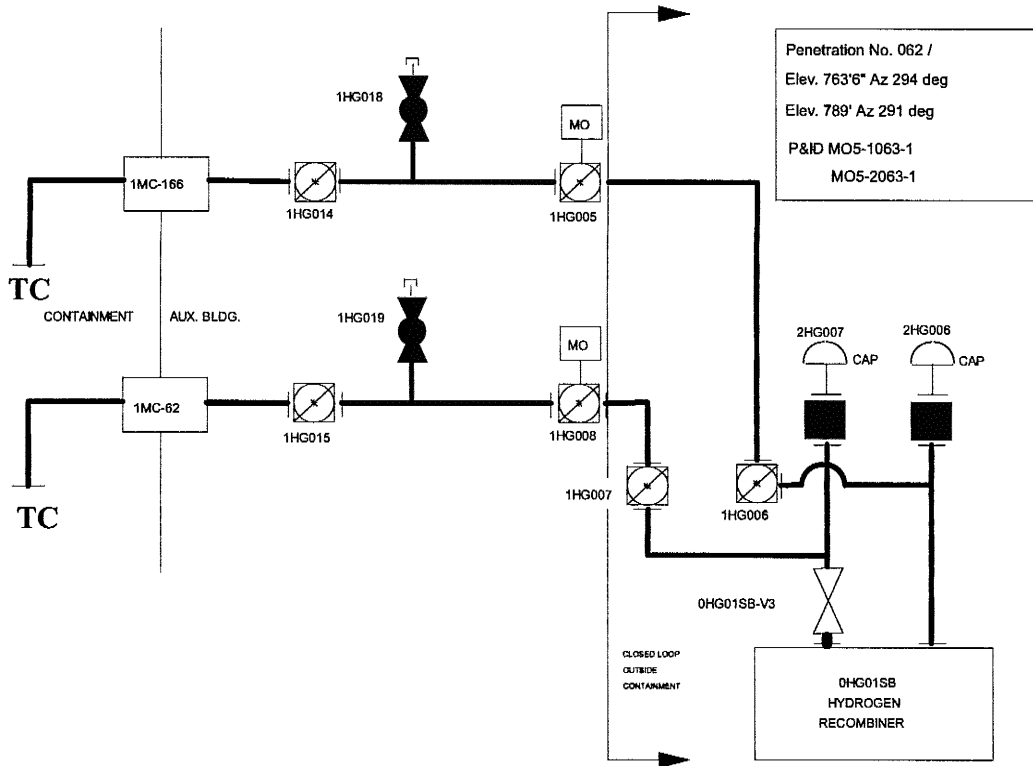 Penetration No. 062 /
Elev. 763'6" Az 294 deg
Elev. 789' Az 291 deg
P&ID MO5-1063-1
MO5-2063-1
1HG018
MO
1MC-166
1HG014
1HG005
TC
CONTAINMENT
AUX. BLDG.
1HG019
MO
1MC-62
1HG015
1HG008
TC
2HG007
CAP
2HG006
CAP
1HG007
1HG006
0HG01SB-V3
CLOSED LOOP
OUTSIDE
CONTAINMENT
0HG01SB
HYDROGEN
RECOMBINER